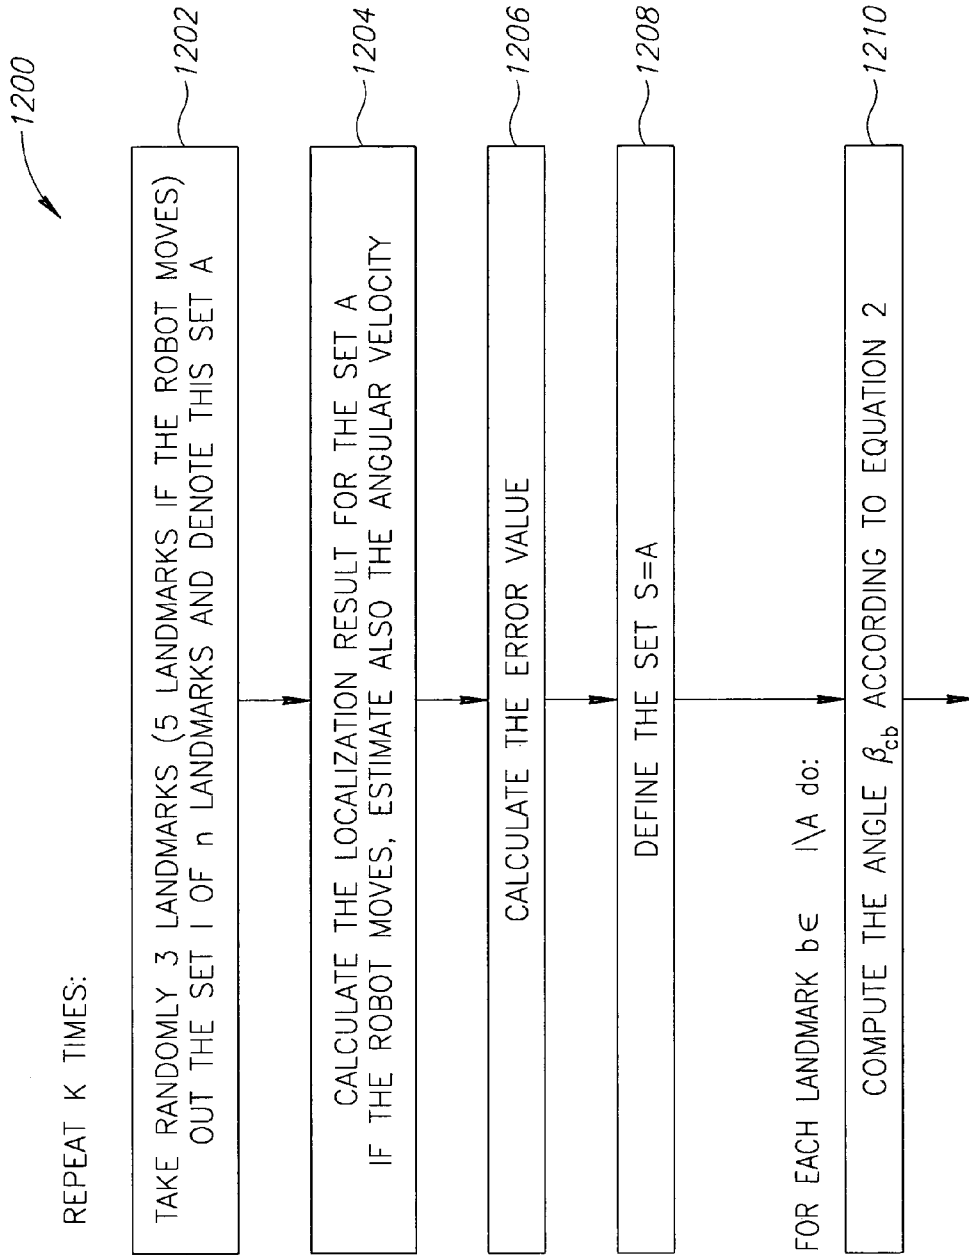 1200
REPEAT K TIMES:
TAKE RANDOMLY 3 LANDMARKS (5 LANDMARKS IF THE ROBOT MOVES)
OUT THE SET I OF n LANDMARKS AND DENOTE THIS SET A
1202
CALCULATE THE LOCALIZATION RESULT FOR THE SET A
IF THE ROBOT MOVES, ESTIMATE ALSO THE ANGULAR VELOCITY
1204
CALCULATE THE ERROR VALUE
1206
DEFINE THE SET S=A
1208
FOR EACH LANDMARK b∈ I\A do:
COMPUTE THE ANGLE βcb ACCORDING TO EQUATION 2
1210